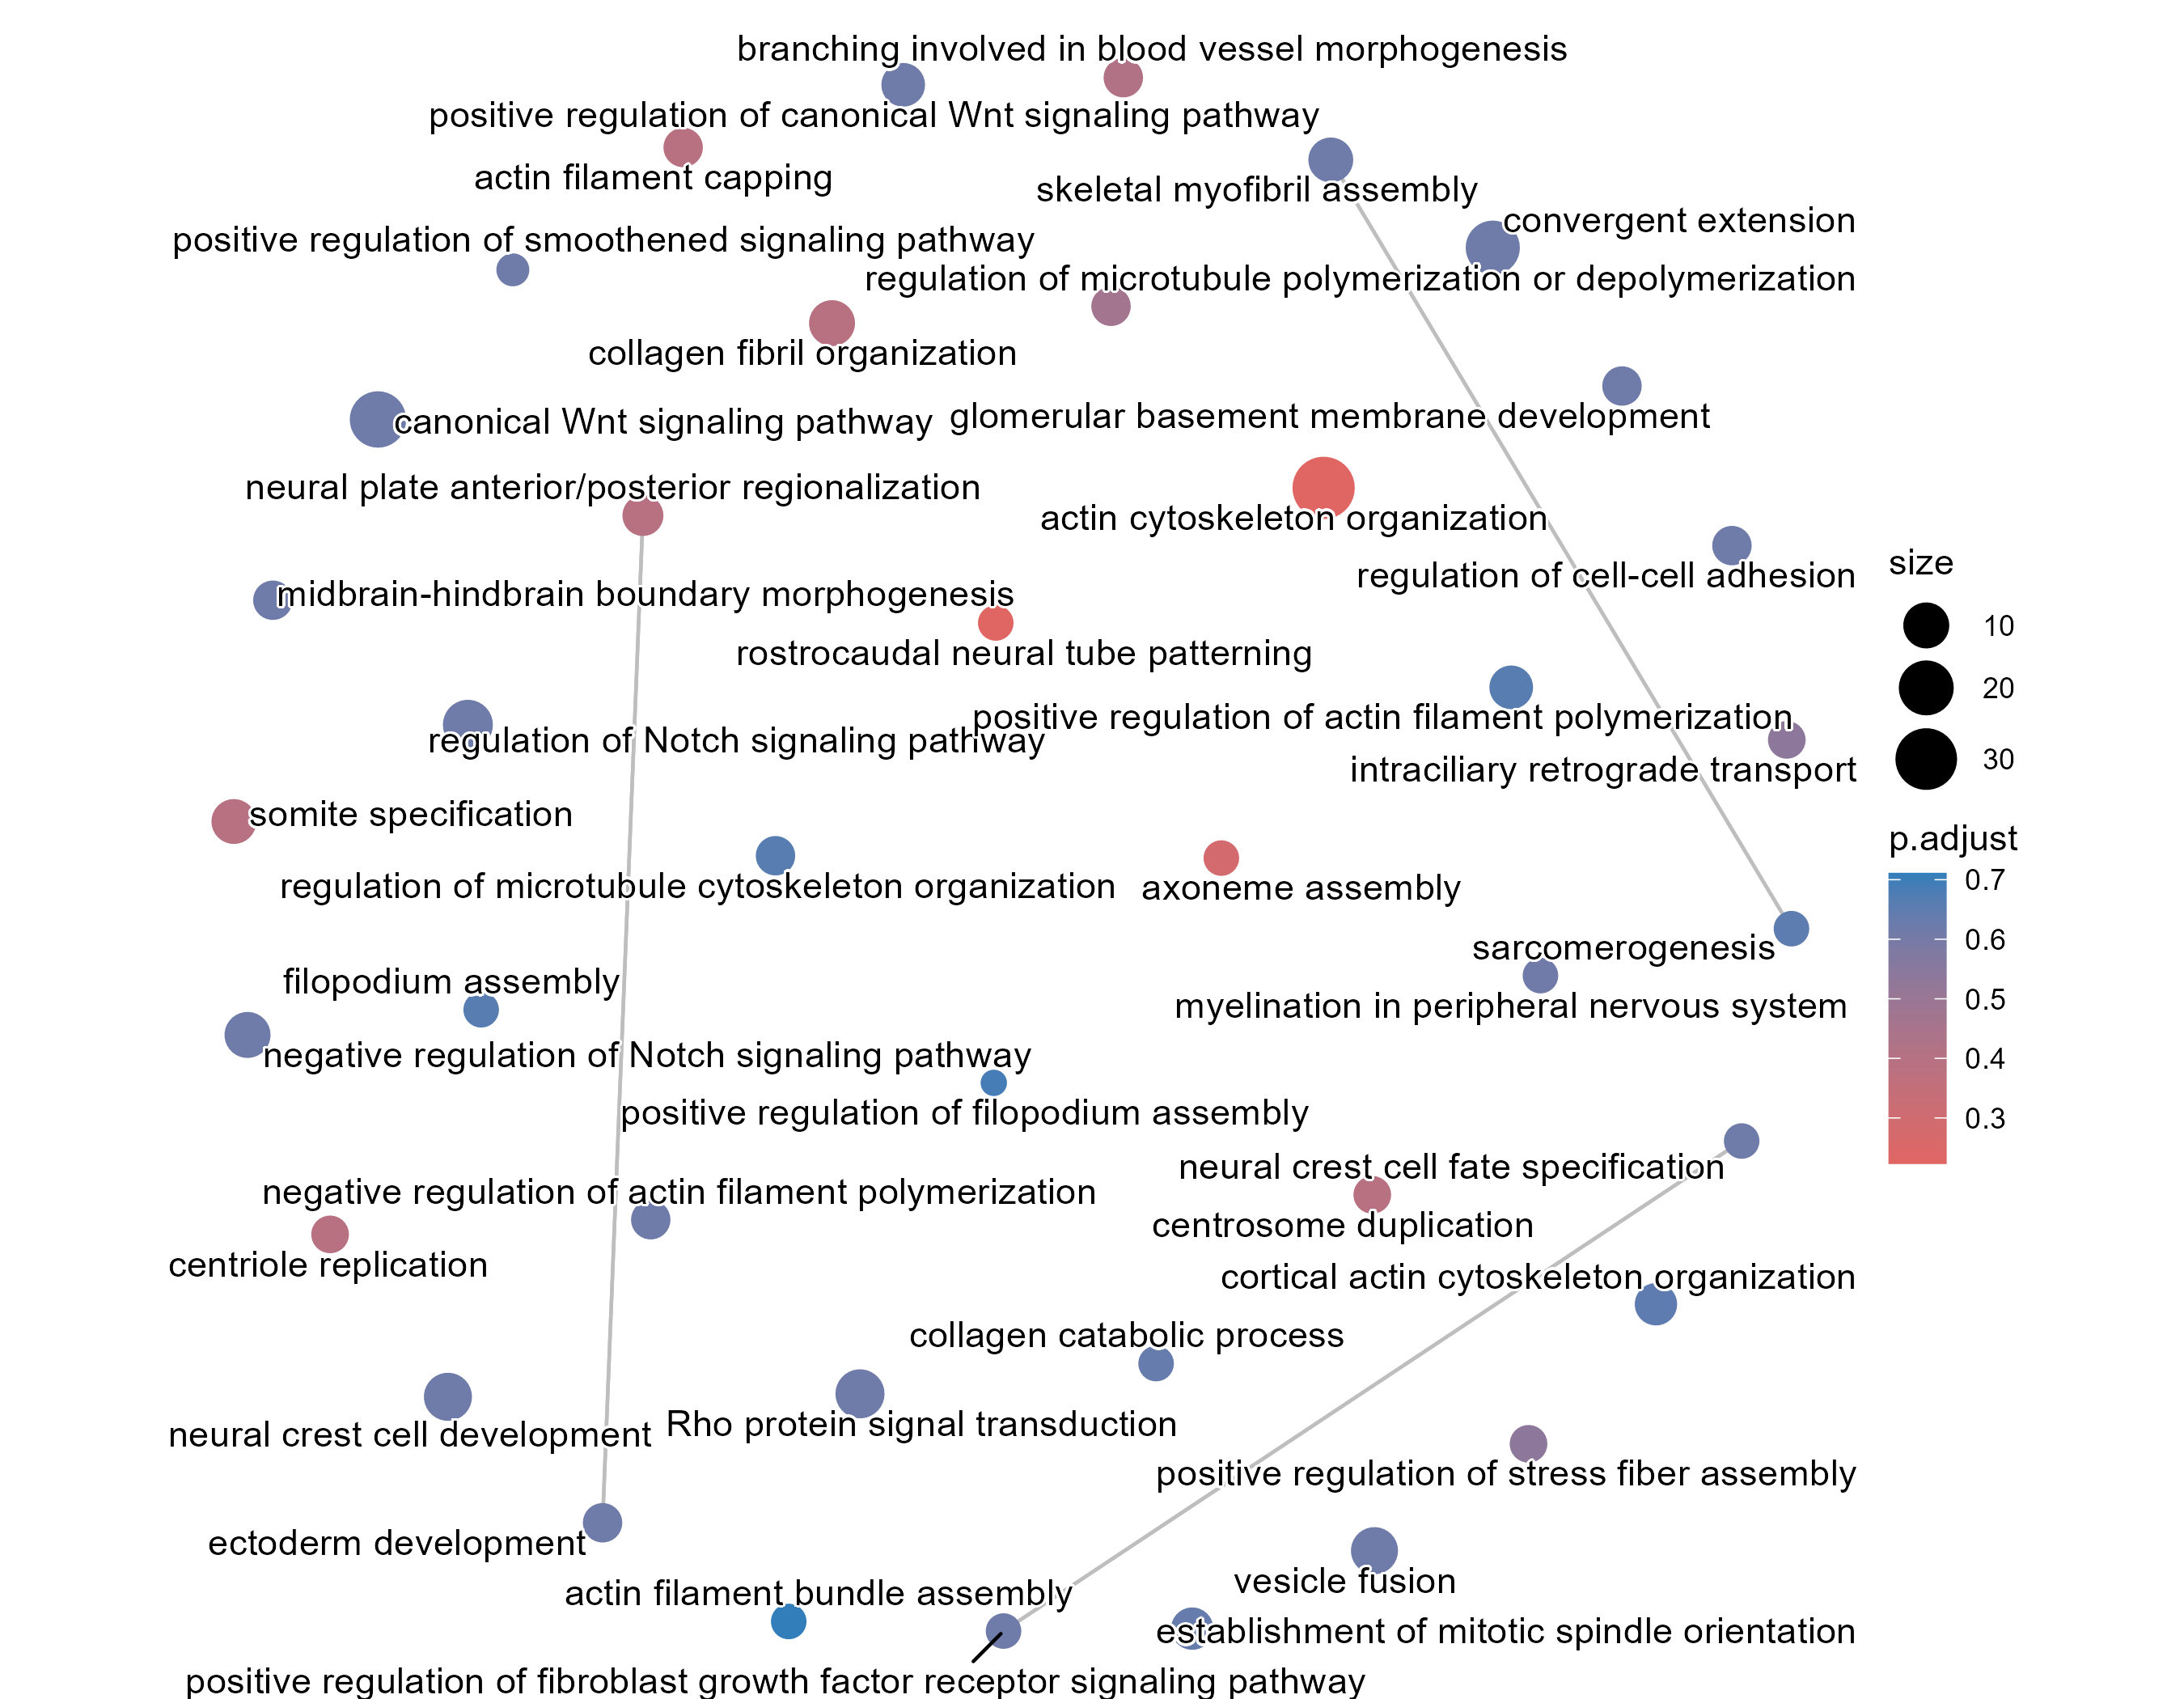 branching involved in blood vessel morphogenesis
positive regulation of canonical Wnt signaling pathway
actin filament capping
skeletal myofibril assembly
convergent extension
positive regulation of smoothened signaling pathway
regulation of microtubule polymerization or depolymerization
collagen fibril organization
canonical Wnt signaling pathway
glomerular basement membrane development
neural plate anterior/posterior regionalization
actin cytoskeleton organization
regulation of cell-cell adhesion
midbrain-hindbrain boundary morphogenesis
rostrocaudal neural tube patterning
positive regulation of actin filament polymerization
regulation of Notch signaling pathway
intraciliary retrograde transport
somite specification
regulation of microtubule cytoskeleton organization
axoneme assembly
sarcomerogenesis
filopodium assembly
myelination in peripheral nervous system
negative regulation of Notch signaling pathway
positive regulation of filopodium assembly
neural crest cell fate specification
negative regulation of actin filament polymerization
centrosome duplication
centriole replication
cortical actin cytoskeleton organization
collagen catabolic process
Rho protein signal transduction
neural crest cell development
positive regulation of stress fiber assembly
ectoderm development
vesicle fusion
actin filament bundle assembly
establishment of mitotic spindle orientation
positive regulation of fibroblast growth factor receptor signaling pathway
size
10
20
30
p.adjust
0.7
0.6
0.5
0.4
0.3